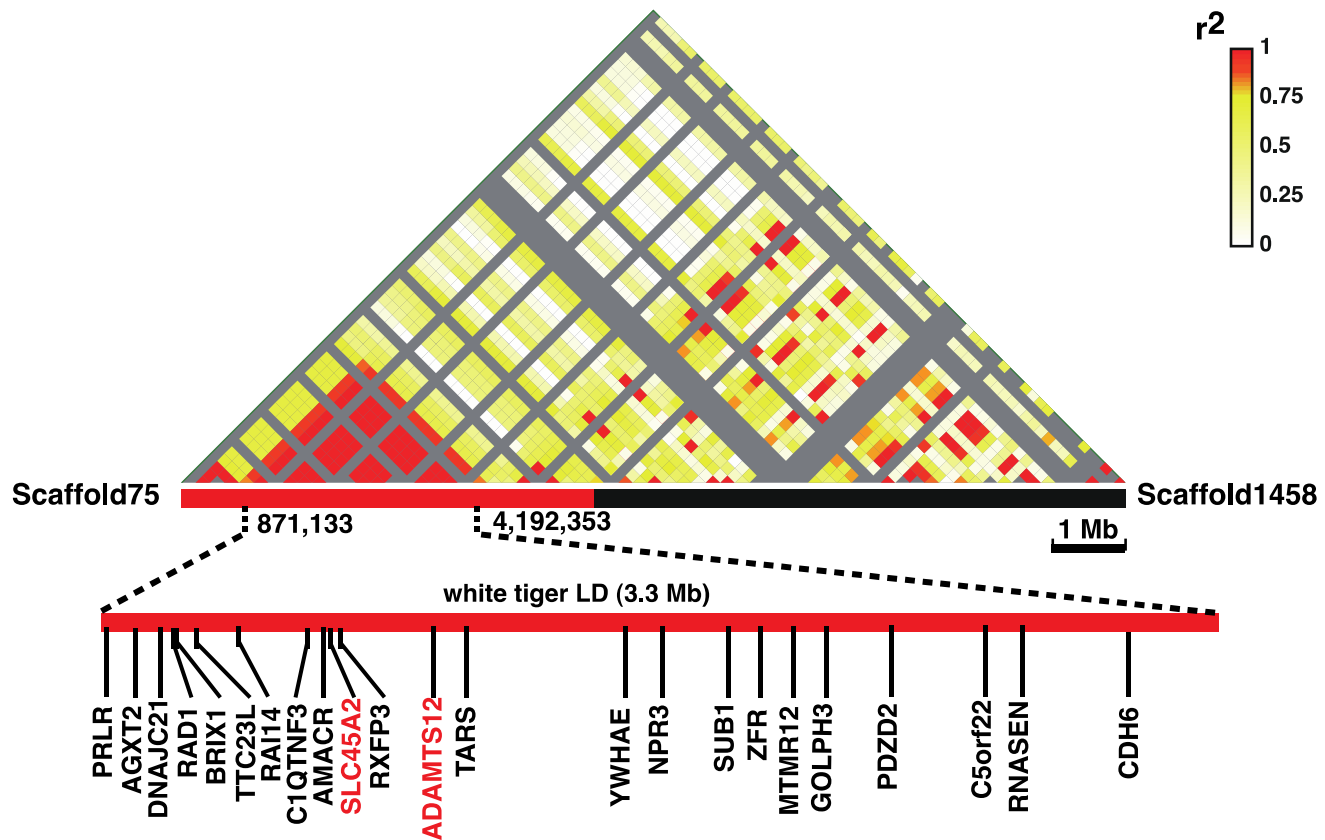 r2
1
0.75
0.5
0.25
0
Scaffold75
Scaffold1458
871,133
4,192,353
1 Mb
white tiger LD (3.3 Mb)
PRLR
AGXT2
DNAJC21
RAD1
BRIX1
TTC23L
RAI14
C1QTNF3
AMACR
SLC45A2
RXFP3
ADAMTS12
TARS
YWHAE
NPR3
SUB1
ZFR
MTMR12
GOLPH3
PDZD2
C5orf22
RNASEN
CDH6